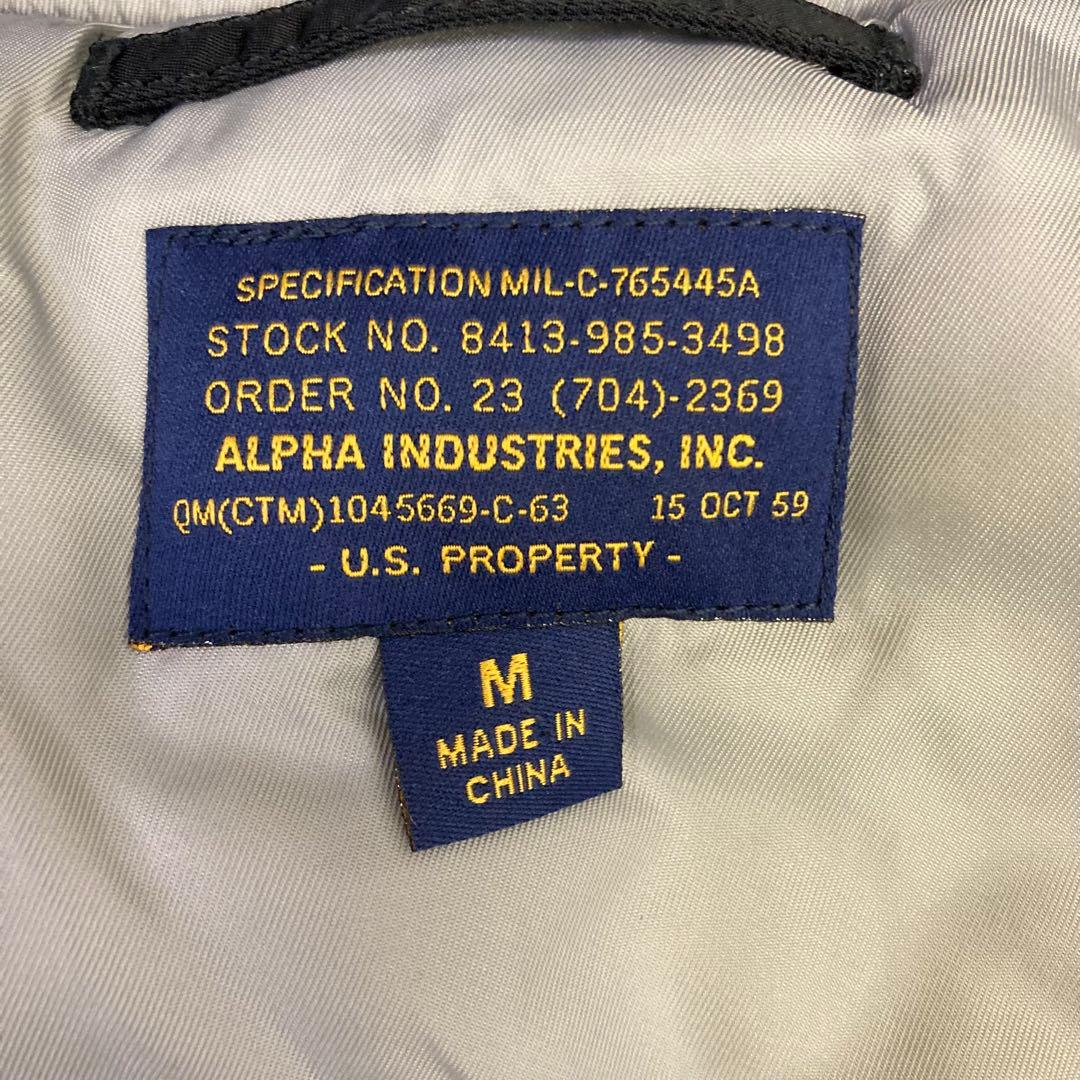 SPECIFICATION MIL-C-765445A
STOCK NO. 8413-985-3498
ORDER NO. 23 (704)-2369
ALPHA INDUSTRIES, INC.
QM(CTM)1045669-C-63 15 OCT 59
- U.S. PROPERTY -
M
MADE IN
CHINA